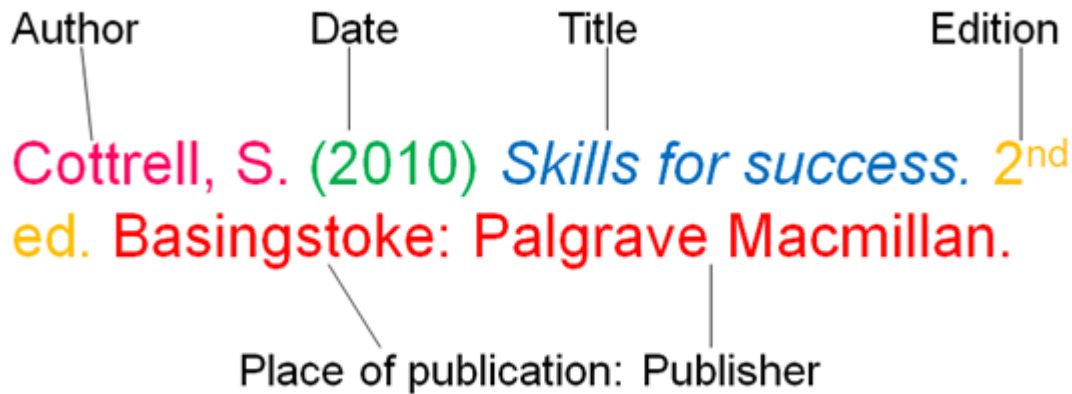 Author Date Title Edition
Cottrell, S. (2010) Skills for success. 2nd
ed. Basingstoke: Palgrave Macmillan.
Place of publication: Publisher